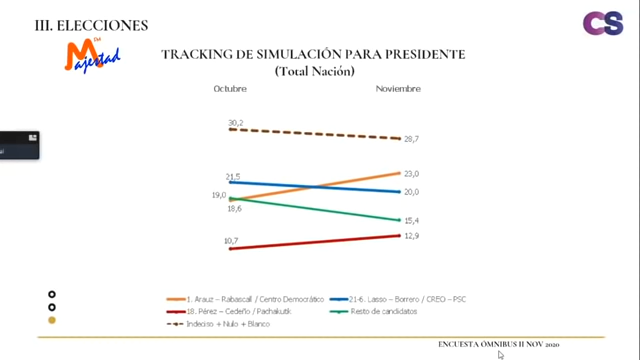 III. ELECCIONES
CS
Majestad
TRACKING DE SIMULACIÓN PARA PRESIDENTE
(Total Nación)
Octubre Noviembre
30,2
28,7
23,0
21,5
20,0
19,0
18,6
15,4
12,9
10,7
1. Arauz – Rabascall / Centro Democrático
21-6. Lasso – Borrero / CREO – PSC
18. Pérez – Cedeño / Pachakutik
Resto de candidatos
Indeciso + Nulo + Blanco
ENCUESTA ÓMNIBUS II NOV 2020